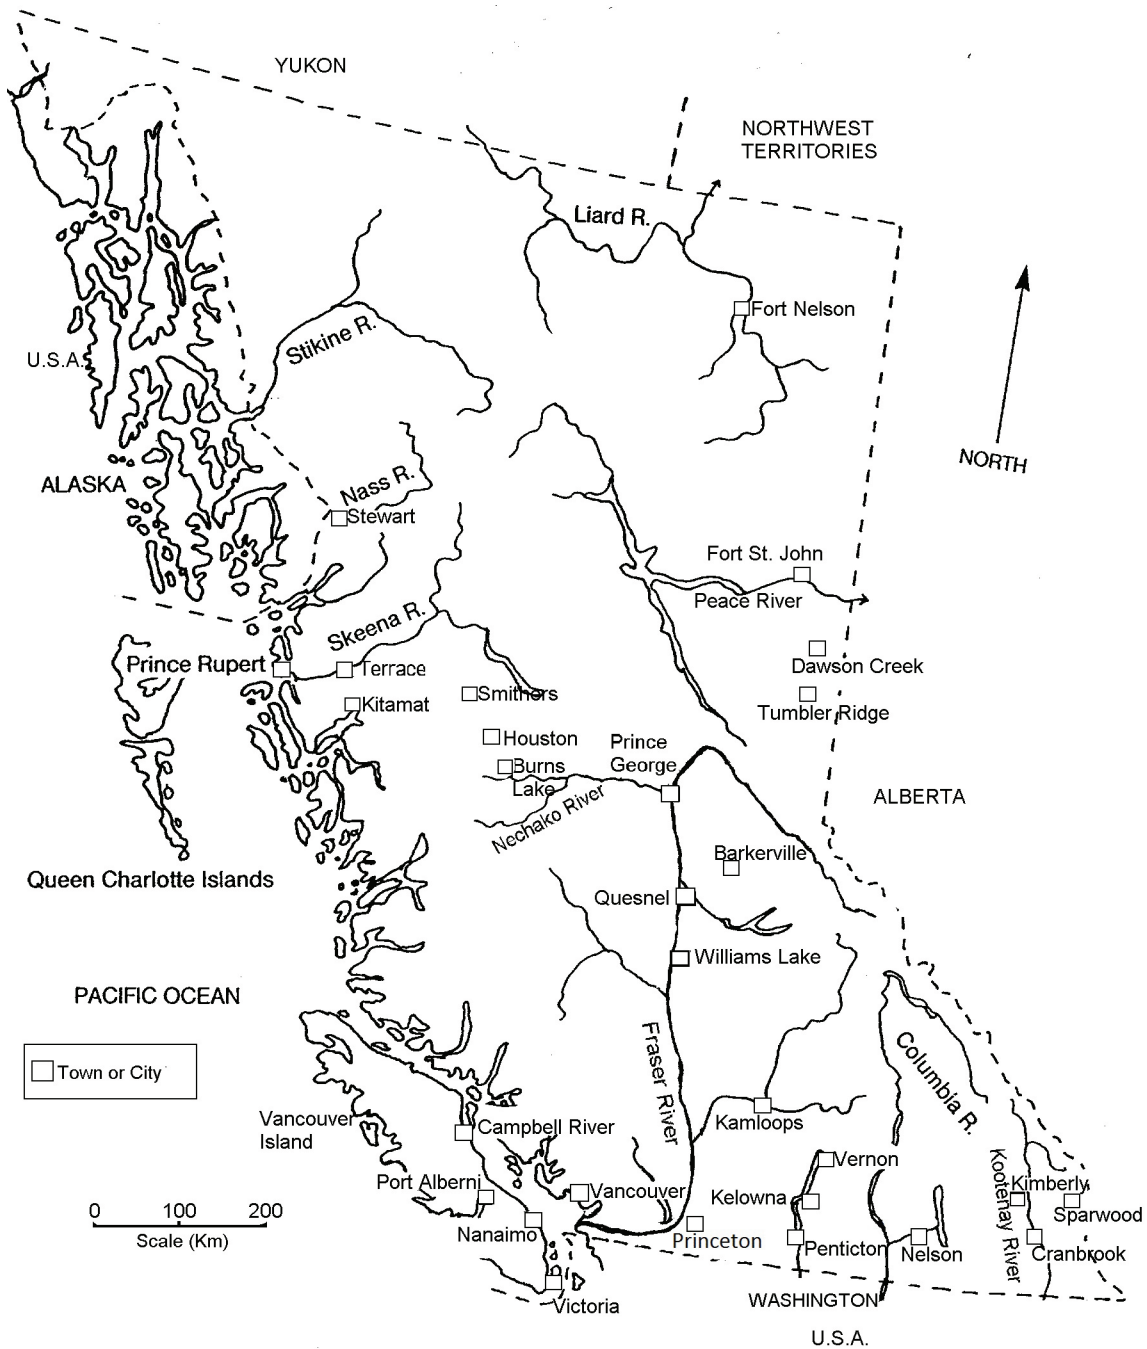 YUKON
NORTHWEST
TERRITORIES
Liard R.
Fort Nelson
Stikine R.
U.S.A.
NORTH
ALASKA
Nass R.
Stewart
Fort St. John
Peace River
Skeena R.
Prince Rupert
Terrace
Dawson Creek
Kitamat
Smithers
Tumbler Ridge
Houston
Prince
George
Burns
Lake
ALBERTA
Nechako River
Barkerville
Queen Charlotte Islands
Quesnel
Williams Lake
PACIFIC OCEAN
Fraser River
Columbia R.
Town or City
Vancouver
Island
Campbell River
Kamloops
Kootenay River
Vernon
Port Alberni
Vancouver
Kelowna
Kimberly
Sparwood
0 100 200
Scale (Km)
Nanaimo
Princeton
Penticton
Nelson
Cranbrook
WASHINGTON
Victoria
U.S.A.